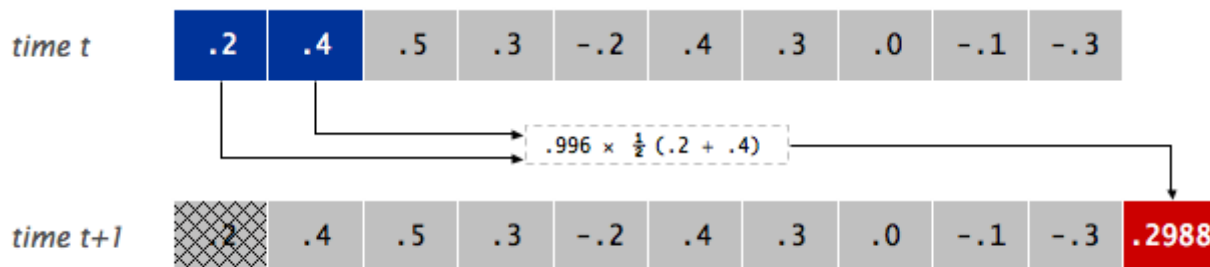 time t .2 .4 .5 .3 -.2 .4 .3 .0 -.1 -.3
.996 × ½ (.2 + .4)
time t+1 .2 .4 .5 .3 -.2 .4 .3 .0 -.1 -.3 .2988